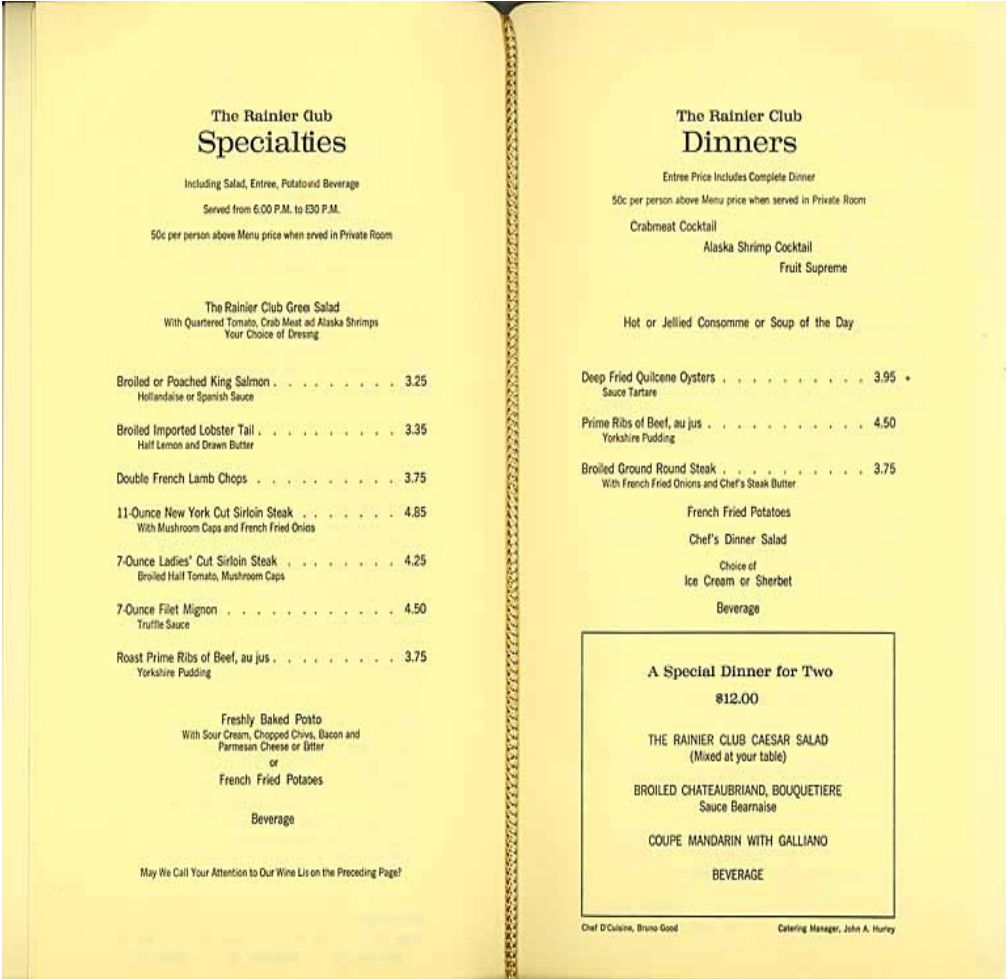 The Rainier Club
Specialties
Including Salad, Entree, Potato and Beverage
Served from 6:00 P.M. to 830 P.M.
50c per person above Menu price when srved in Private Room
The Rainier Club Gree Salad
With Quartered Tomato, Crab Meat ad Alaska Shrimps
Your Choice of Dresing
Broiled or Poached King Salmon . . . . . . . . . 3.25
Hollandaise or Spanish Sauce
Broiled Imported Lobster Tail . . . . . . . . . . 3.35
Half Lemon and Drawn Butter
Double French Lamb Chops . . . . . . . . . . 3.75
11-Ounce New York Cut Sirloin Steak . . . . . . . 4.85
With Mushroom Caps and French Fried Onios
7-Ounce Ladies' Cut Sirloin Steak . . . . . . . . 4.25
Broiled Half Tomato, Mushroom Caps
7-Ounce Filet Mignon . . . . . . . . . . . . 4.50
Truffle Sauce
Roast Prime Ribs of Beef, au jus . . . . . . . . . 3.75
Yorkshire Pudding
Freshly Baked Potato
With Sour Cream, Chopped Chivs, Bacon and
Parmesan Cheese or Butter
or
French Fried Potatoes
Beverage
May We Call Your Attention to Our Wine Lis on the Preceding Page?
The Rainier Club
Dinners
Entree Price Includes Complete Dinner
50c per person above Menu price when served in Private Room
Crabmeat Cocktail
Alaska Shrimp Cocktail
Fruit Supreme
Hot or Jellied Consomme or Soup of the Day
Deep Fried Quilcene Oysters . . . . . . . . . . 3.95
Sauce Tartare
Prime Ribs of Beef, au jus . . . . . . . . . . . 4.50
Yorkshire Pudding
Broiled Ground Round Steak . . . . . . . . . . 3.75
With French Fried Onions and Chef's Steak Butter
French Fried Potatoes
Chef's Dinner Salad
Choice of
Ice Cream or Sherbet
Beverage
A Special Dinner for Two
$12.00
THE RAINIER CLUB CAESAR SALAD
(Mixed at your table)
BROILED CHATEAUBRIAND, BOUQUETIERE
Sauce Bearnaise
COUPE MANDARIN WITH GALLIANO
BEVERAGE
Chef D'Cuisine, Bruno Good
Catering Manager, John A. Hurley